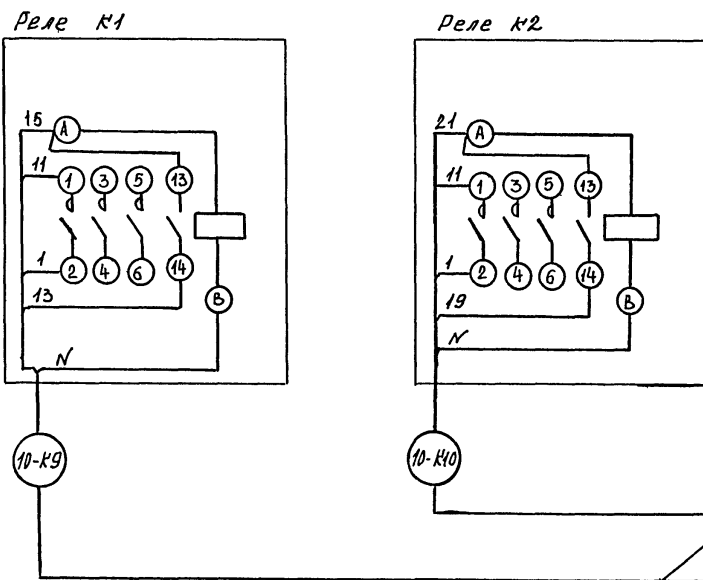 Реле К1
Реле К2
15 А
11 1 3 5 13
1 2 4 6 14
13 В
N
10-К9
21 А
11 1 3 5 13
1 2 4 6 14
19 В
N
10-К10